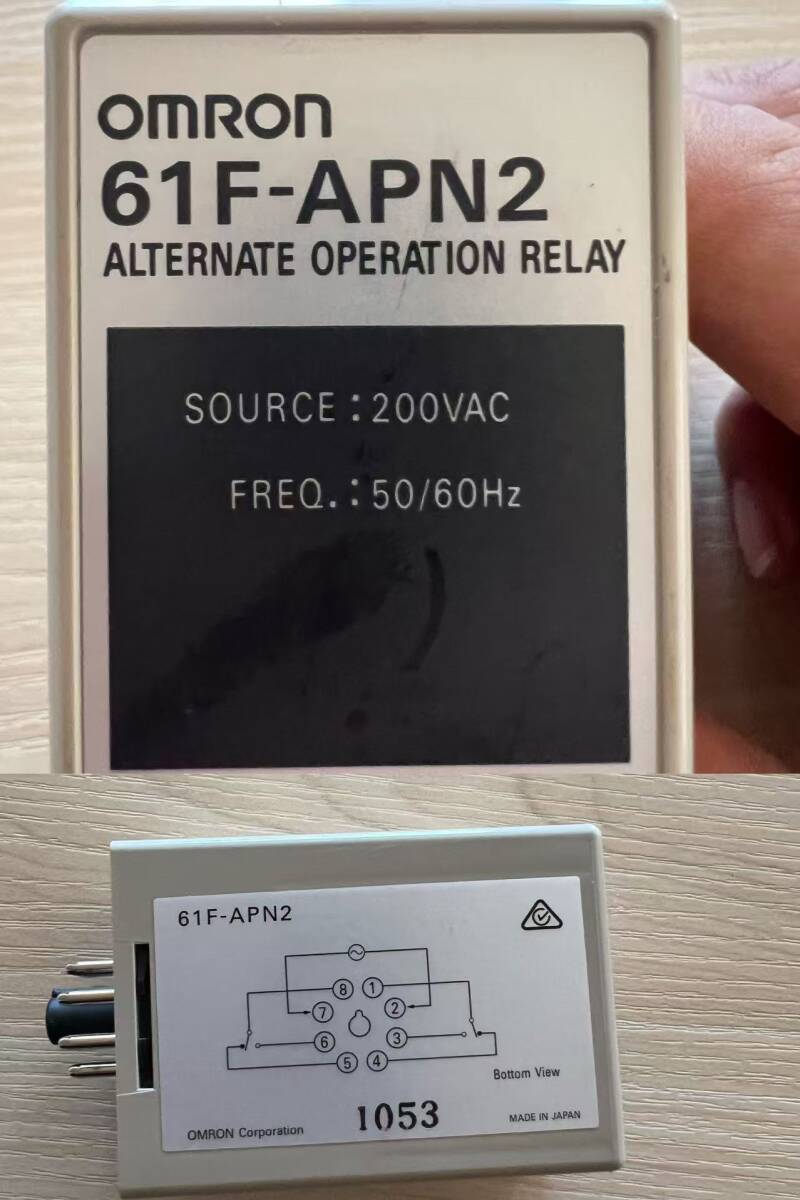 OMRON
61F-APN2
ALTERNATE OPERATION RELAY
SOURCE : 200VAC
FREQ. : 50/60Hz
61F-APN2
8 1
7 2
6 3
5 4
Bottom View
1053
OMRON Corporation
MADE IN JAPAN